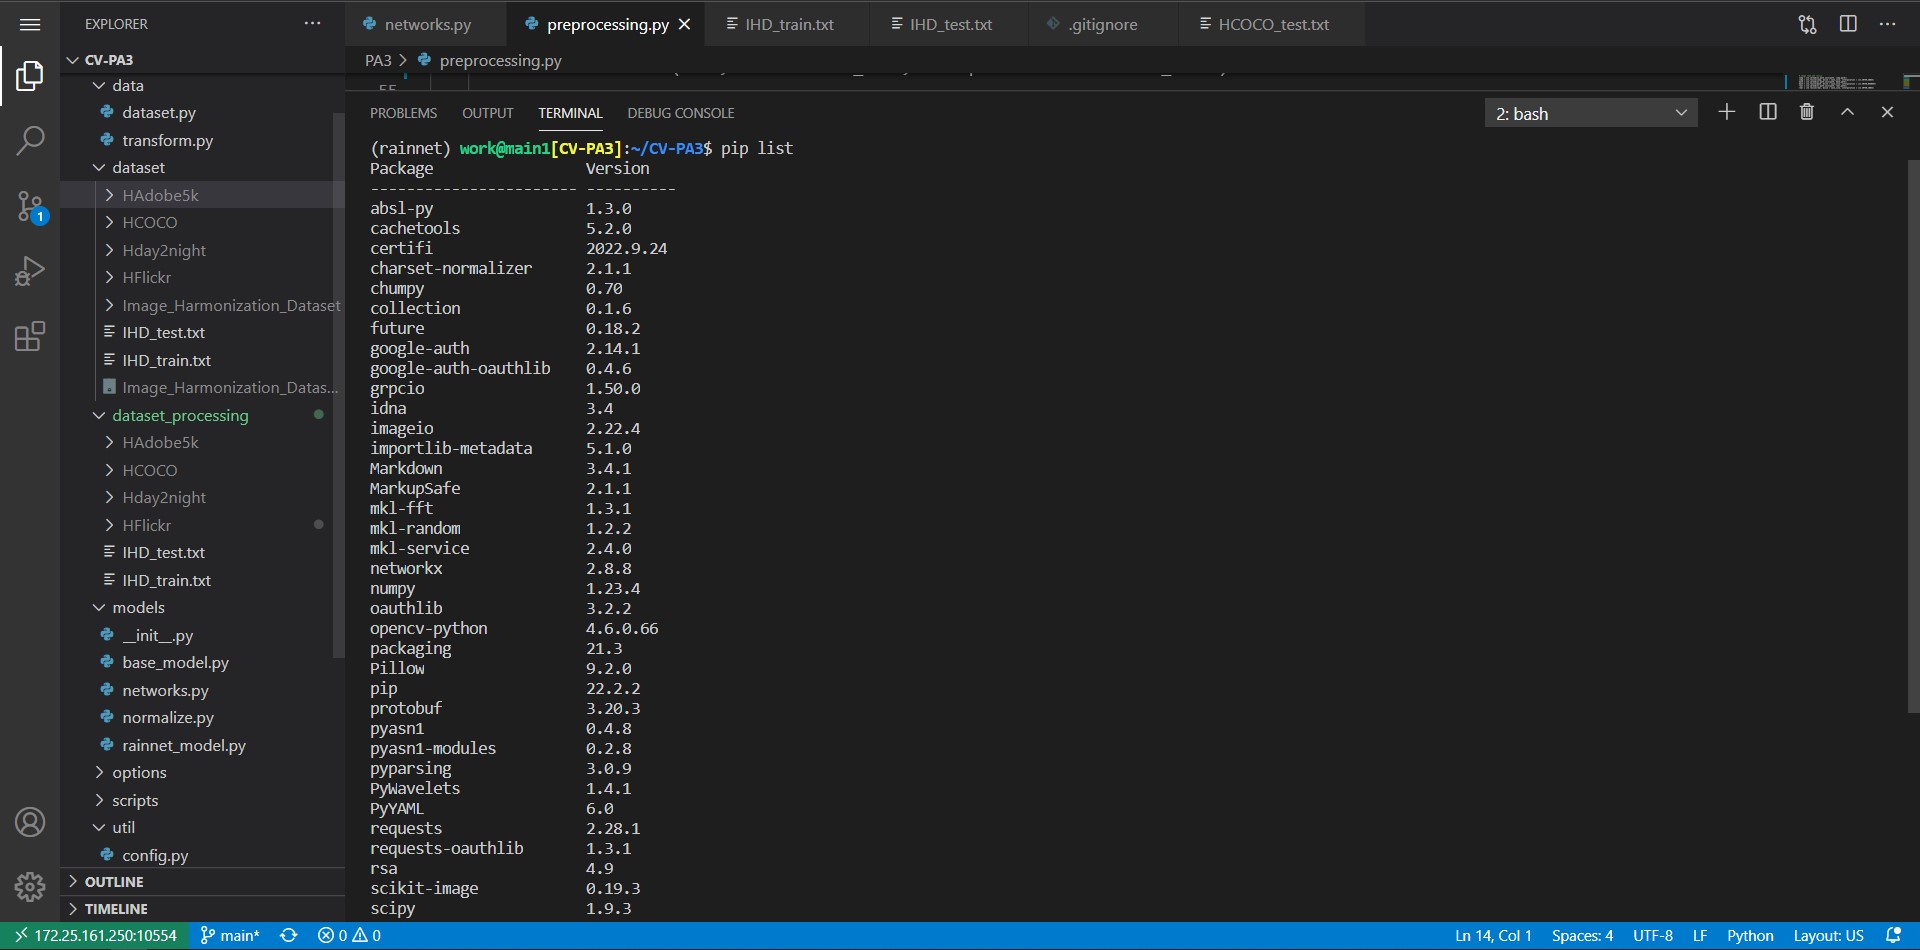 EXPLORER
networks.py
preprocessing.py
IHD_train.txt
IHD_test.txt
.gitignore
HCOCO_test.txt
CV-PA3
PA3
preprocessing.py
55
data
dataset.py
transform.py
dataset
HAdobe5k
HCOCO
Hday2night
HFlickr
Image_Harmonization_Dataset
IHD_test.txt
IHD_train.txt
Image_Harmonization_Datas...
dataset_processing
HAdobe5k
HCOCO
Hday2night
HFlickr
IHD_test.txt
IHD_train.txt
models
__init__.py
base_model.py
networks.py
normalize.py
rainnet_model.py
options
scripts
util
config.py
OUTLINE
TIMELINE
1
PROBLEMS OUTPUT TERMINAL DEBUG CONSOLE
2: bash
(rainnet) work@main1[CV-PA3]:~/CV-PA3$ pip list
Package Version
----------------------- ----------
absl-py 1.3.0
cachetools 5.2.0
certifi 2022.9.24
charset-normalizer 2.1.1
chumpy 0.70
collection 0.1.6
future 0.18.2
google-auth 2.14.1
google-auth-oauthlib 0.4.6
grpcio 1.50.0
idna 3.4
imageio 2.22.4
importlib-metadata 5.1.0
Markdown 3.4.1
MarkupSafe 2.1.1
mkl-fft 1.3.1
mkl-random 1.2.2
mkl-service 2.4.0
networkx 2.8.8
numpy 1.23.4
oauthlib 3.2.2
opencv-python 4.6.0.66
packaging 21.3
Pillow 9.2.0
pip 22.2.2
protobuf 3.20.3
pyasn1 0.4.8
pyasn1-modules 0.2.8
pyparsing 3.0.9
PyWavelets 1.4.1
PyYAML 6.0
requests 2.28.1
requests-oauthlib 1.3.1
rsa 4.9
scikit-image 0.19.3
scipy 1.9.3
172.25.161.250:10554 main* 0 0 Ln 14, Col 1 Spaces: 4 UTF-8 LF Python Layout: US